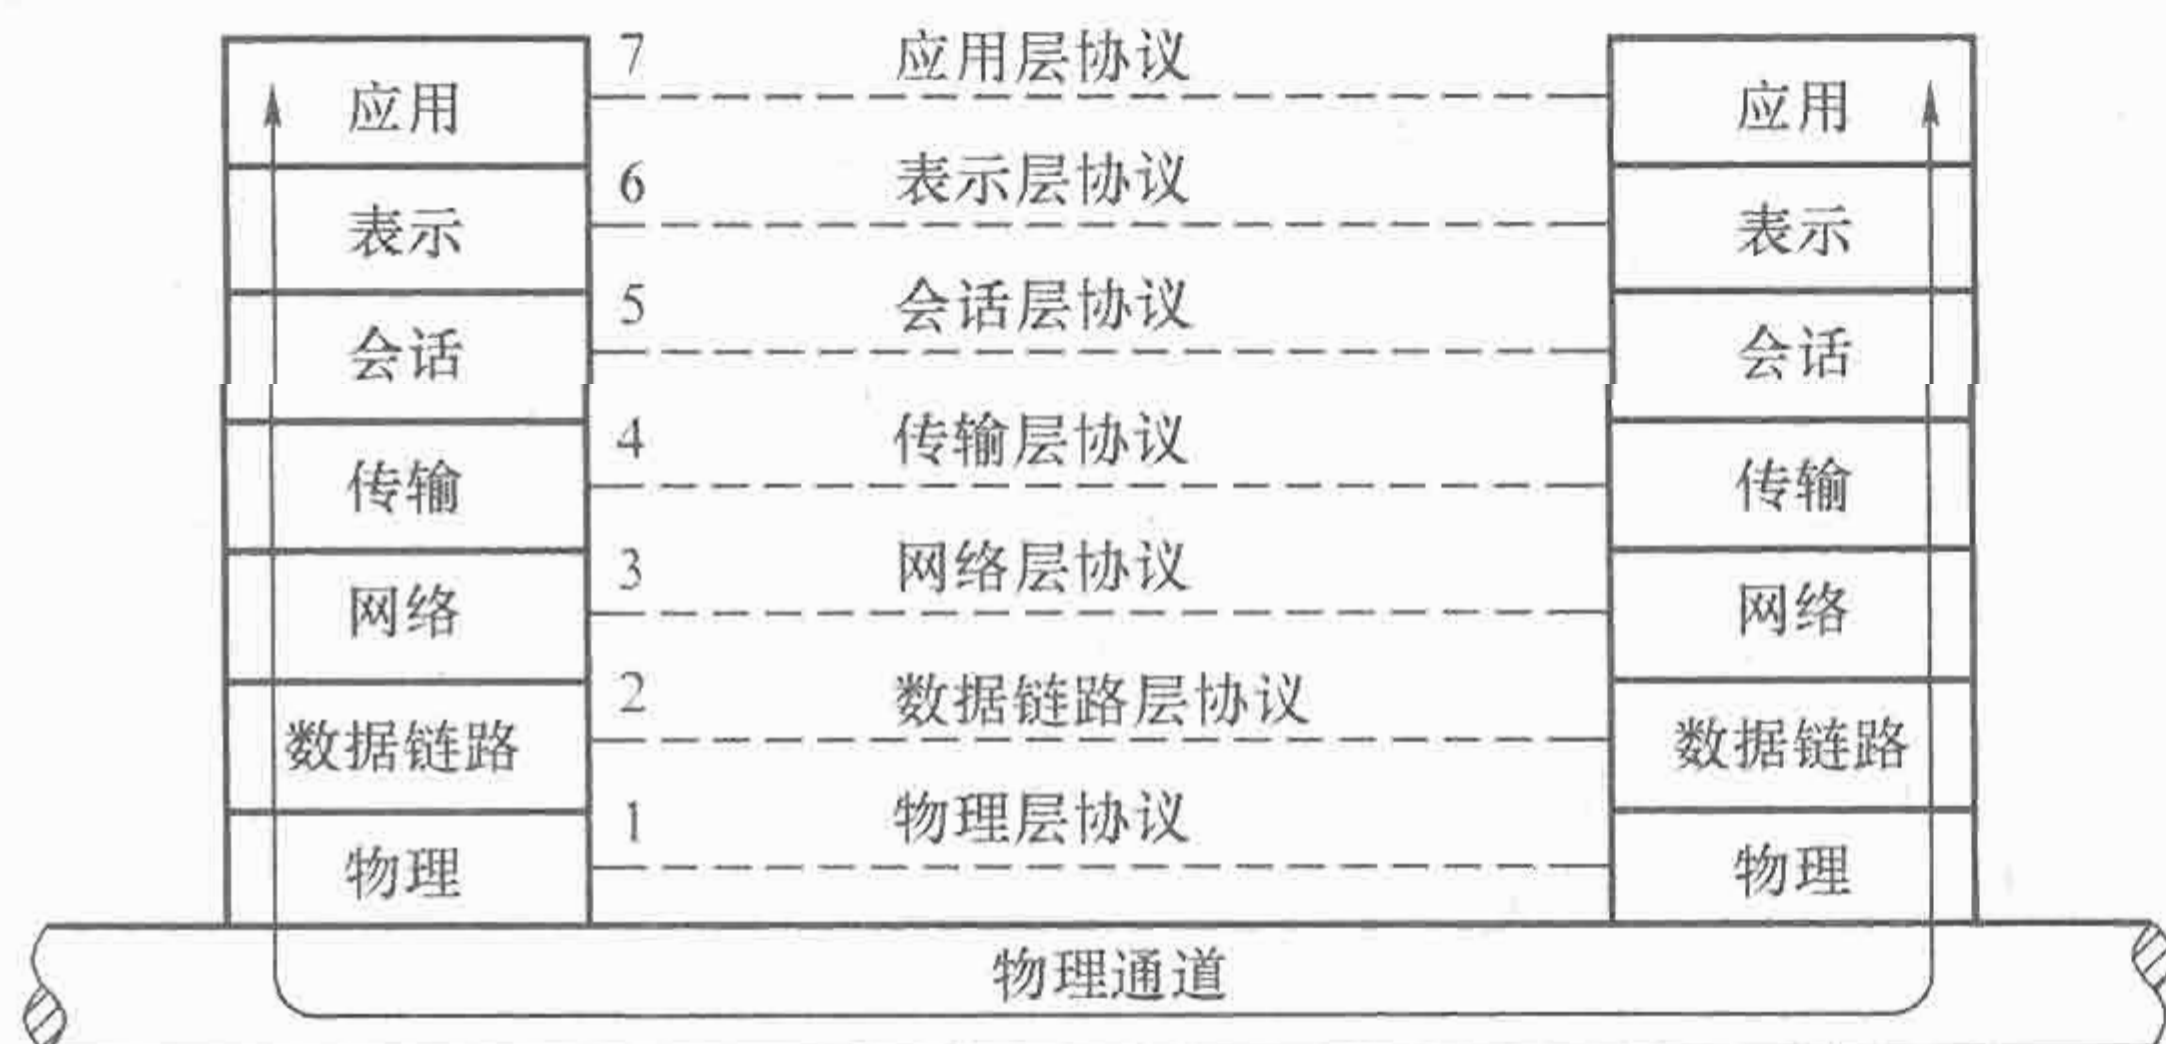 应用 7 应用层协议 应用
表示 6 表示层协议 表示
会话 5 会话层协议 会话
传输 4 传输层协议 传输
网络 3 网络层协议 网络
数据链路 2 数据链路层协议 数据链路
物理 1 物理层协议 物理
物理通道